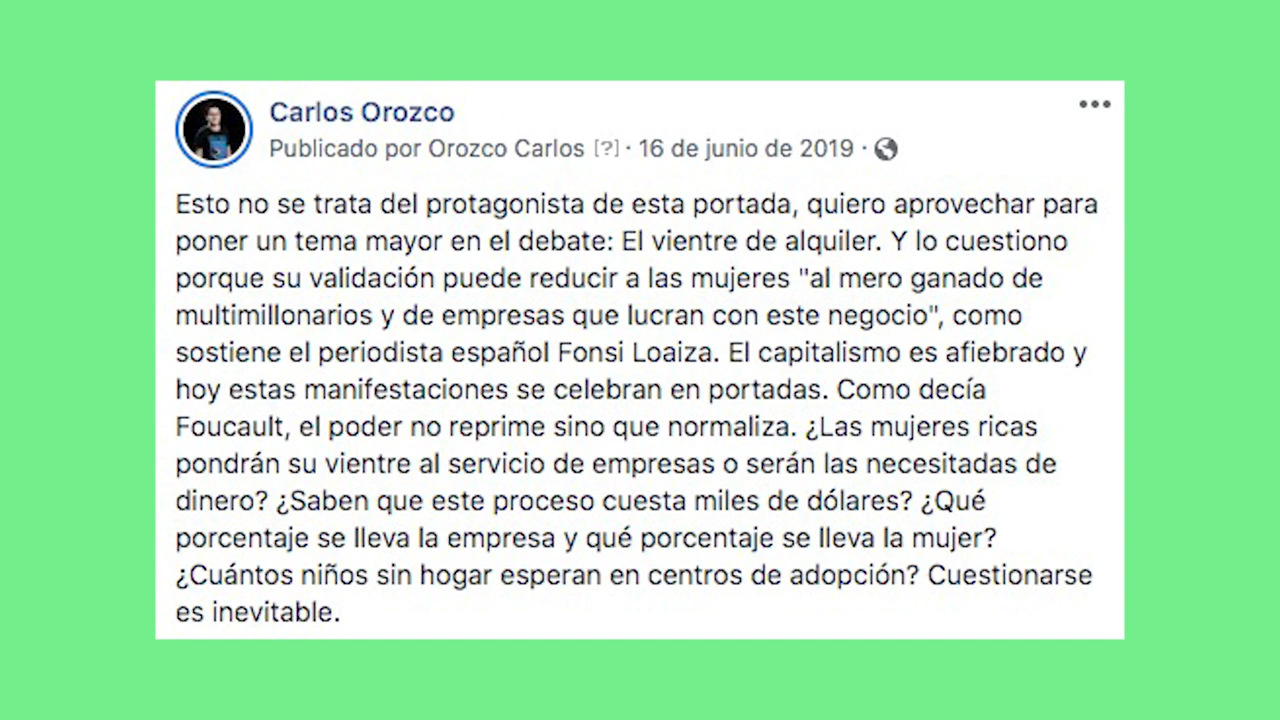 Carlos Orozco
Publicado por Orozco Carlos [?] · 16 de junio de 2019 ·
Esto no se trata del protagonista de esta portada, quiero aprovechar para
poner un tema mayor en el debate: El vientre de alquiler. Y lo cuestiono
porque su validación puede reducir a las mujeres "al mero ganado de
multimillonarios y de empresas que lucran con este negocio", como
sostiene el periodista español Fonsi Loaiza. El capitalismo es afiebrado y
hoy estas manifestaciones se celebran en portadas. Como decía
Foucault, el poder no reprime sino que normaliza. ¿Las mujeres ricas
pondrán su vientre al servicio de empresas o serán las necesitadas de
dinero? ¿Saben que este proceso cuesta miles de dólares? ¿Qué
porcentaje se lleva la empresa y qué porcentaje se lleva la mujer?
¿Cuántos niños sin hogar esperan en centros de adopción? Cuestionarse
es inevitable.